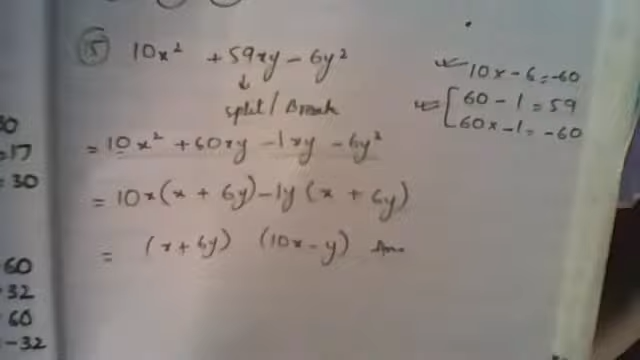 15) 10x² + 59xy - 6y²
split / Break
= 10x² + 60xy - 1xy - 6y²
= 10x(x + 6y) - 1y(x + 6y)
= (x + 6y) (10x - y) Ans
10 x - 6 = -60
60 - 1 = 59
60 x - 1 = -60
30
= 17
= 30
60
- 32
60
- 32